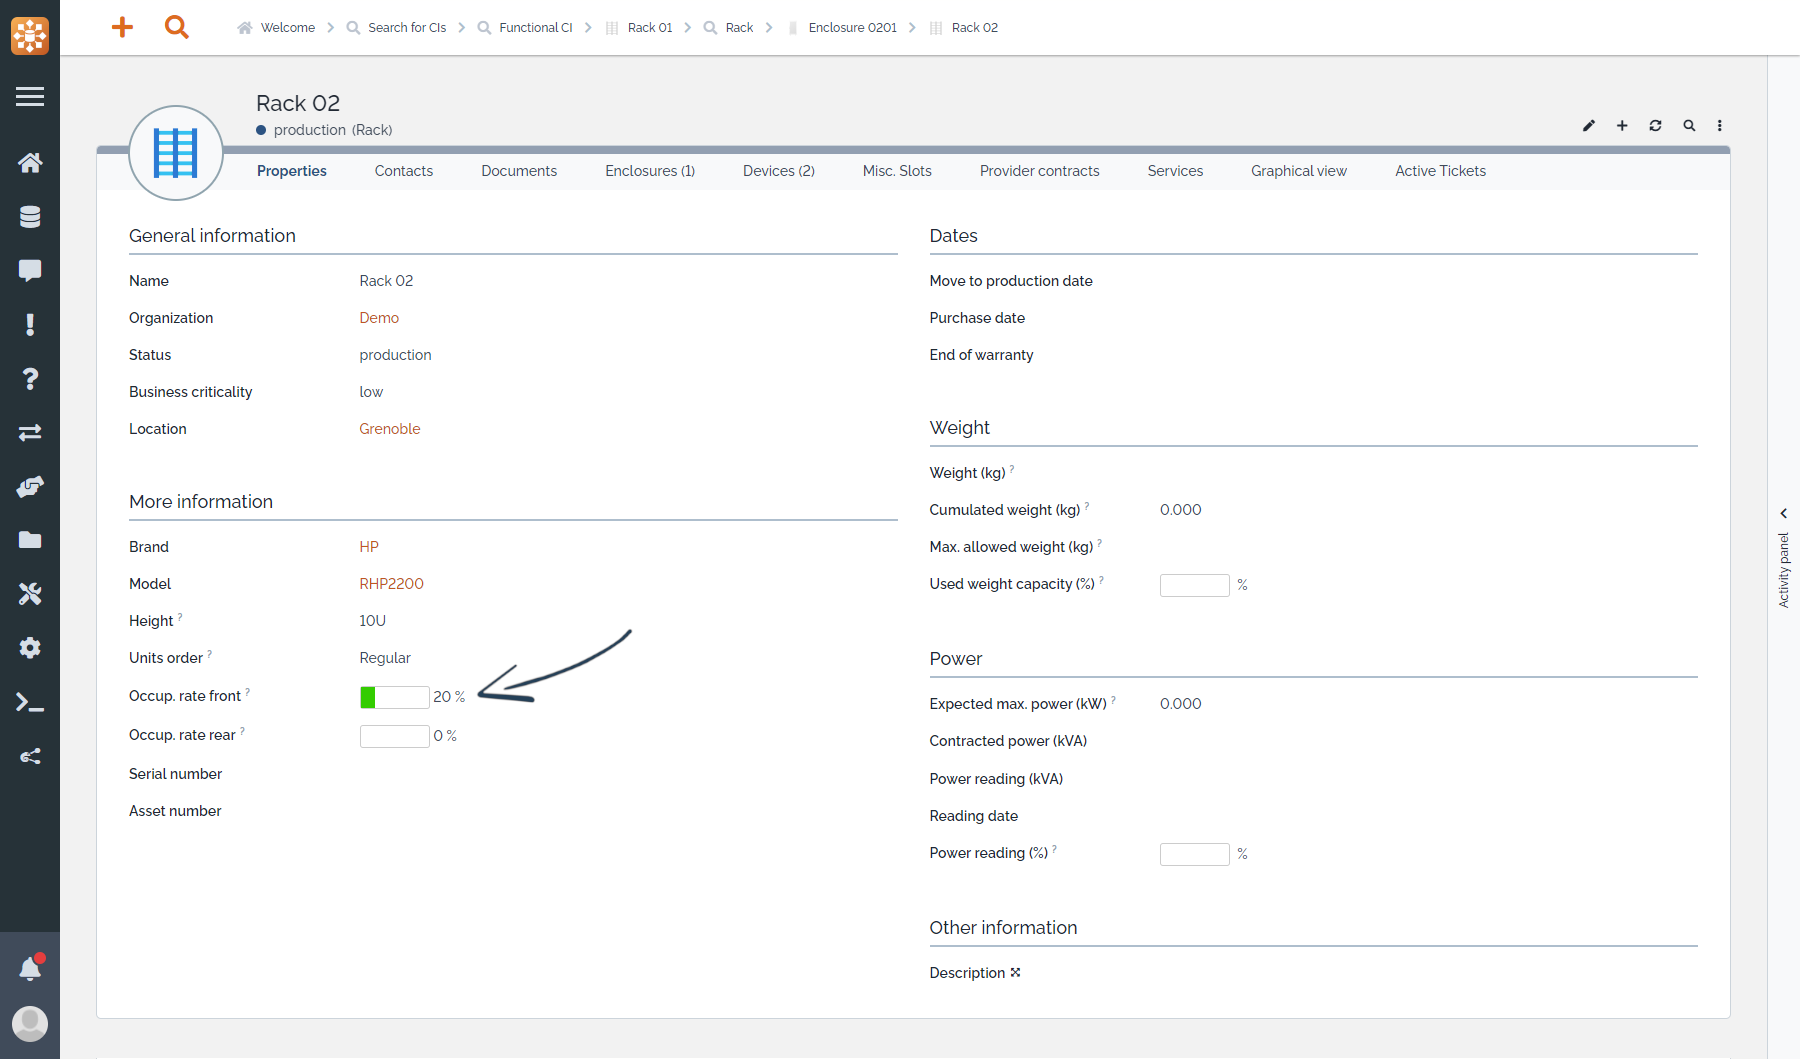 Welcome
Search for CIs
Functional CI
Rack 01
Rack
Enclosure 0201
Rack 02
Rack 02
production (Rack)
Properties
Contacts
Documents
Enclosures (1)
Devices (2)
Misc. Slots
Provider contracts
Services
Graphical view
Active Tickets
General information
Name Rack 02
Organization Demo
Status production
Business criticality low
Location Grenoble
More information
Brand HP
Model RHP2200
Height ? 10U
Units order ? Regular
Occup. rate front ? 20 %
Occup. rate rear ? 0 %
Serial number
Asset number
Dates
Move to production date
Purchase date
End of warranty
Weight
Weight (kg) ?
Cumulated weight (kg) ? 0.000
Max. allowed weight (kg) ?
Used weight capacity (%) ? %
Power
Expected max. power (kW) ? 0.000
Contracted power (kVA)
Power reading (kVA)
Reading date
Power reading (%) ? %
Other information
Description
Activity panel